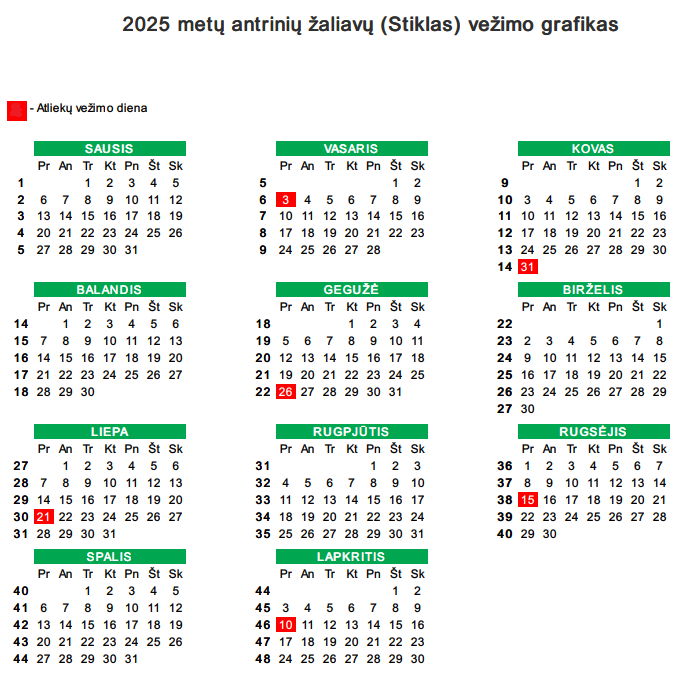 2025 metų antrinių žaliavų (Stiklas) vežimo grafikas
- Atliekų vežimo diena
SAUSIS
Pr An Tr Kt Pn Št Sk
1 1 2 3 4 5
2 6 7 8 9 10 11 12
3 13 14 15 16 17 18 19
4 20 21 22 23 24 25 26
5 27 28 29 30 31
VASARIS
Pr An Tr Kt Pn Št Sk
5 1 2
6 3 4 5 6 7 8 9
7 10 11 12 13 14 15 16
8 17 18 19 20 21 22 23
9 24 25 26 27 28
KOVAS
Pr An Tr Kt Pn Št Sk
9 1 2
10 3 4 5 6 7 8 9
11 10 11 12 13 14 15 16
12 17 18 19 20 21 22 23
13 24 25 26 27 28 29 30
14 31
BALANDIS
Pr An Tr Kt Pn Št Sk
14 1 2 3 4 5 6
15 7 8 9 10 11 12 13
16 14 15 16 17 18 19 20
17 21 22 23 24 25 26 27
18 28 29 30
GEGUŽĖ
Pr An Tr Kt Pn Št Sk
18 1 2 3 4
19 5 6 7 8 9 10 11
20 12 13 14 15 16 17 18
21 19 20 21 22 23 24 25
22 26 27 28 29 30 31
BIRŽELIS
Pr An Tr Kt Pn Št Sk
22 1
23 2 3 4 5 6 7 8
24 9 10 11 12 13 14 15
25 16 17 18 19 20 21 22
26 23 24 25 26 27 28 29
27 30
LIEPA
Pr An Tr Kt Pn Št Sk
27 1 2 3 4 5 6
28 7 8 9 10 11 12 13
29 14 15 16 17 18 19 20
30 21 22 23 24 25 26 27
31 28 29 30 31
RUGPJŪTIS
Pr An Tr Kt Pn Št Sk
31 1 2 3
32 4 5 6 7 8 9 10
33 11 12 13 14 15 16 17
34 18 19 20 21 22 23 24
35 25 26 27 28 29 30 31
RUGSĖJIS
Pr An Tr Kt Pn Št Sk
36 1 2 3 4 5 6 7
37 8 9 10 11 12 13 14
38 15 16 17 18 19 20 21
39 22 23 24 25 26 27 28
40 29 30
SPALIS
Pr An Tr Kt Pn Št Sk
40 1 2 3 4 5
41 6 7 8 9 10 11 12
42 13 14 15 16 17 18 19
43 20 21 22 23 24 25 26
44 27 28 29 30 31
LAPKRITIS
Pr An Tr Kt Pn Št Sk
44 1 2
45 3 4 5 6 7 8 9
46 10 11 12 13 14 15 16
47 17 18 19 20 21 22 23
48 24 25 26 27 28 29 30